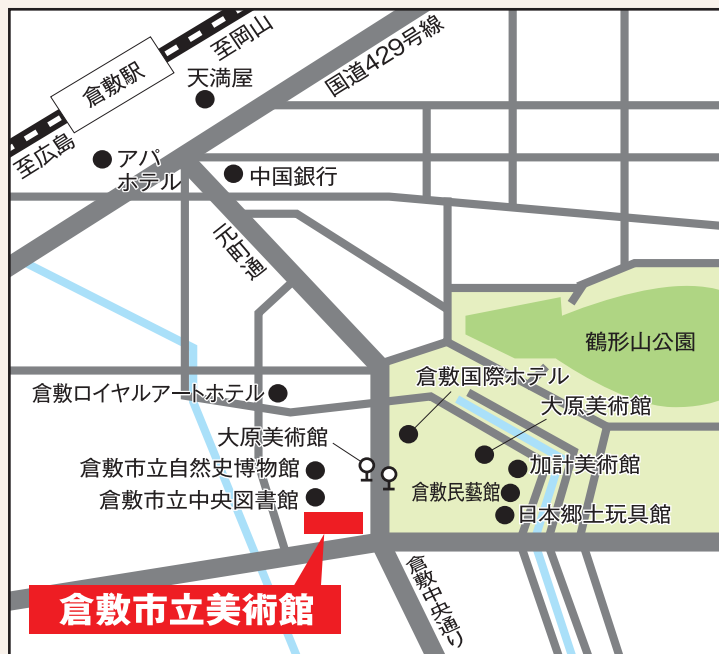 至岡山
国道429号線
倉敷駅
天満屋
至広島
アパ
ホテル
中国銀行
元町通
鶴形山公園
倉敷国際ホテル
倉敷ロイヤルアートホテル
大原美術館
大原美術館
倉敷市立自然史博物館
加計美術館
倉敷民藝館
倉敷市立中央図書館
日本郷土玩具館
倉敷市立美術館
倉敷中央通り